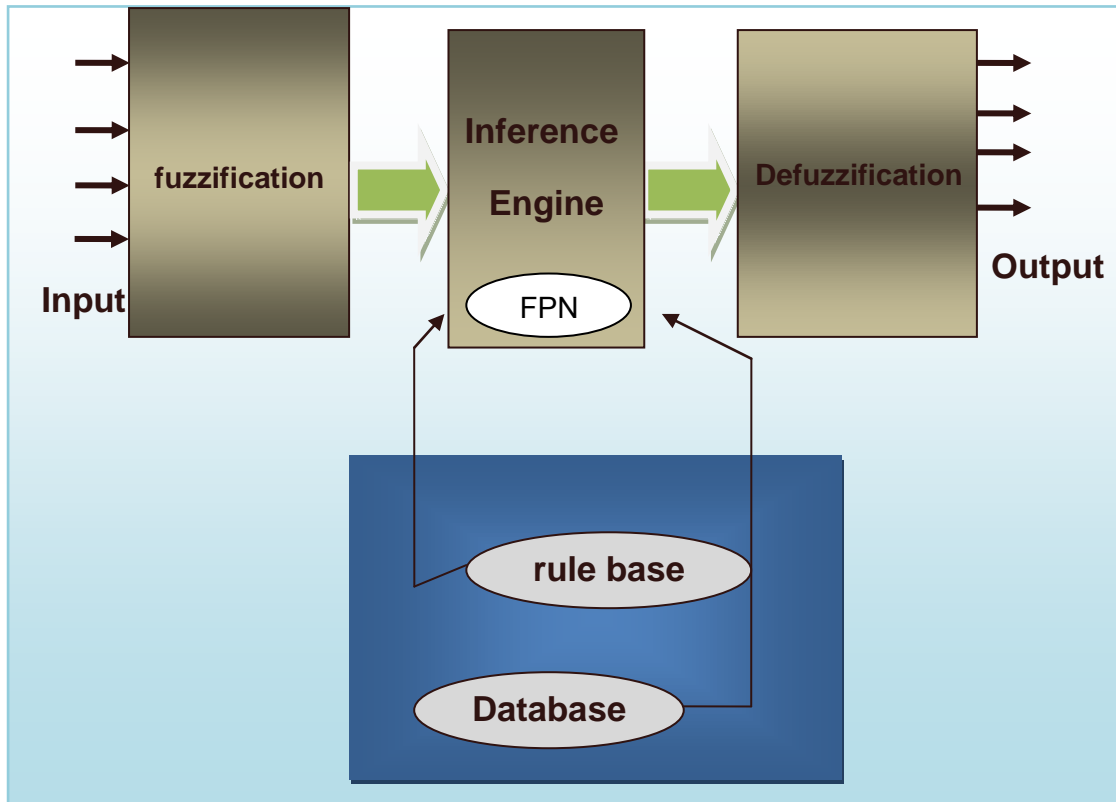 fuzzification
Input
Inference
Engine
FPN
Defuzzification
Output
rule base
Database